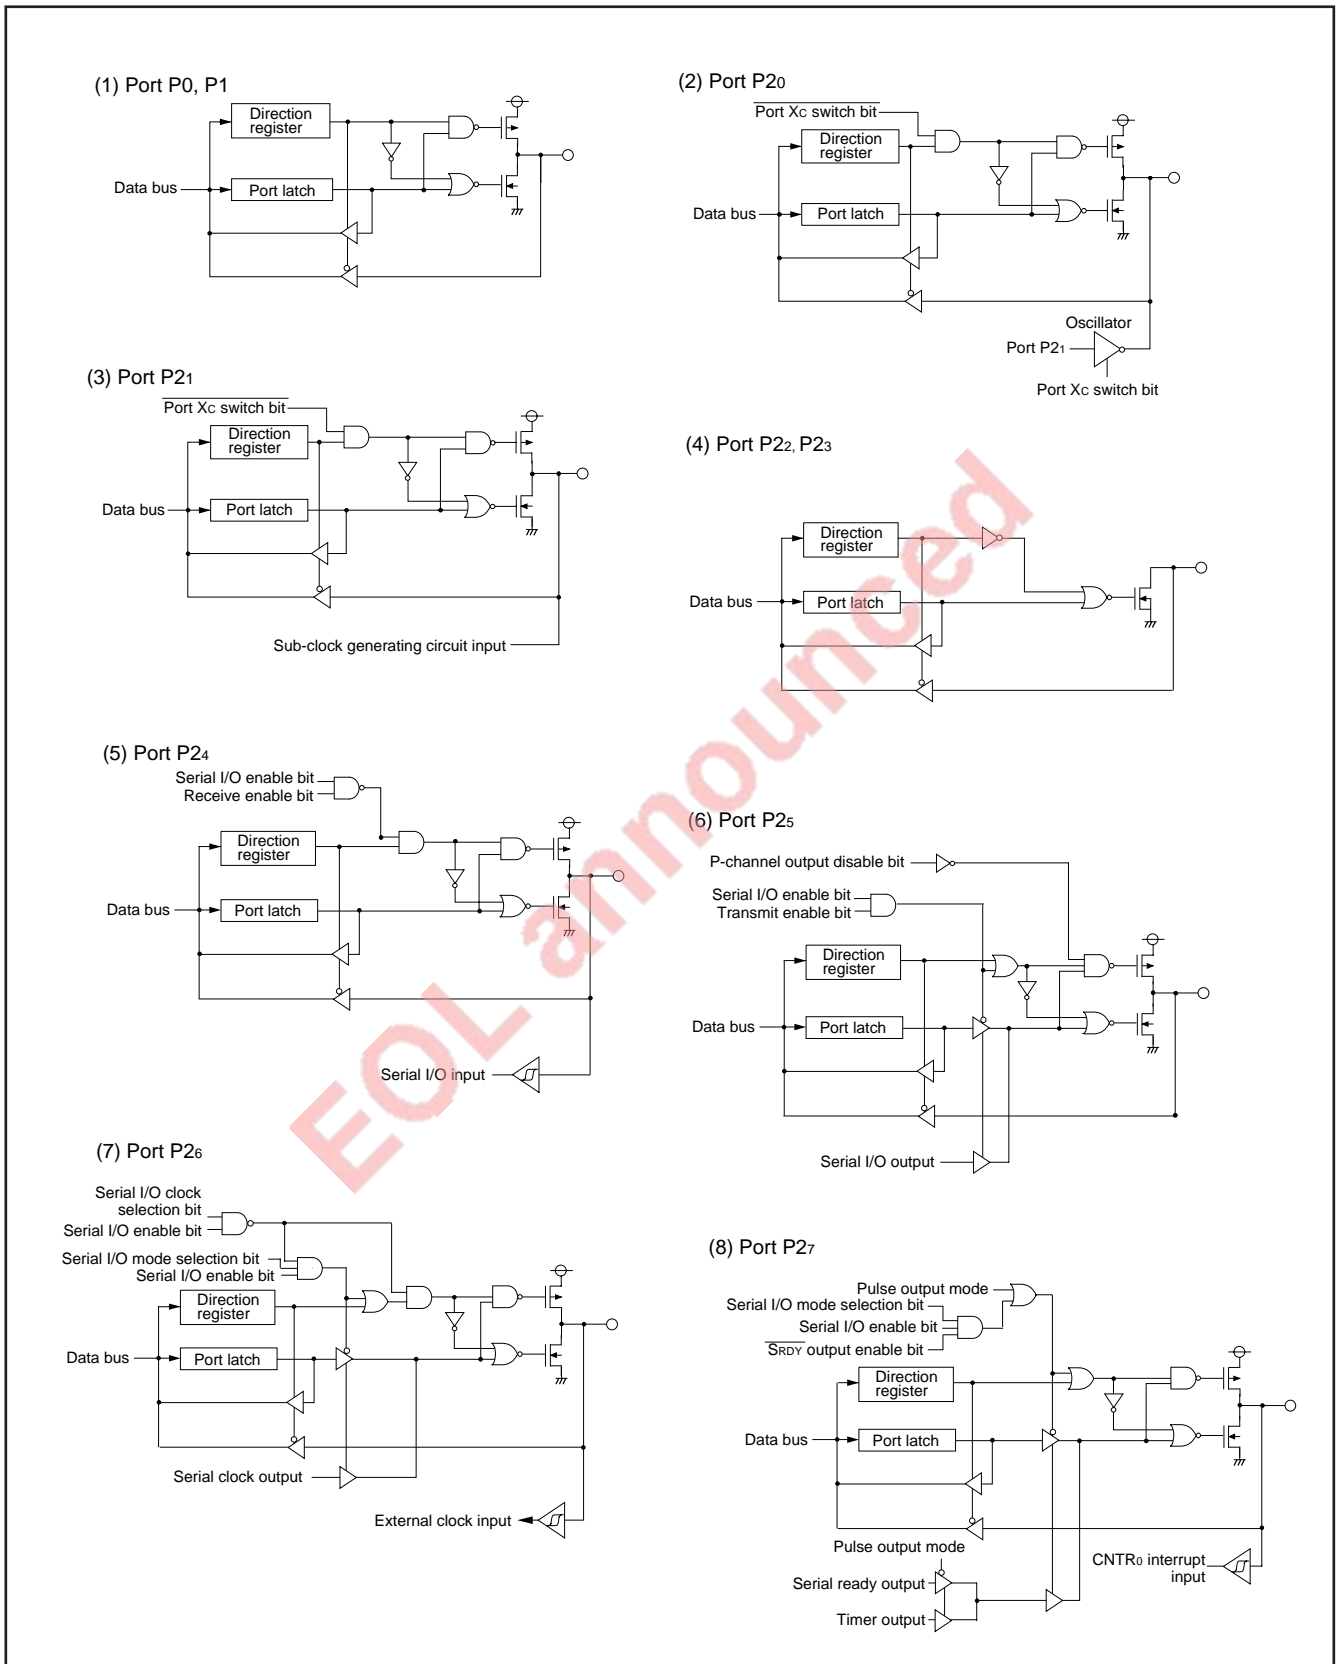 (1) Port P0, P1
Direction
register
Data bus
Port latch
(2) Port P20
Port XC switch bit
Direction
register
Data bus
Port latch
Oscillator
Port P21
Port XC switch bit
(3) Port P21
Port XC switch bit
Direction
register
Data bus
Port latch
Sub-clock generating circuit input
(4) Port P22, P23
Direction
register
Data bus
Port latch
(5) Port P24
Serial I/O enable bit
Receive enable bit
Direction
register
Data bus
Port latch
Serial I/O input
(6) Port P25
P-channel output disable bit
Serial I/O enable bit
Transmit enable bit
Direction
register
Data bus
Port latch
Serial I/O output
(7) Port P26
Serial I/O clock
selection bit
Serial I/O enable bit
Serial I/O mode selection bit
Serial I/O enable bit
Direction
register
Data bus
Port latch
Serial clock output
External clock input
(8) Port P27
Pulse output mode
Serial I/O mode selection bit
Serial I/O enable bit
SRDY output enable bit
Direction
register
Data bus
Port latch
Pulse output mode
Serial ready output
Timer output
CNTR0 interrupt
input
EOL announced